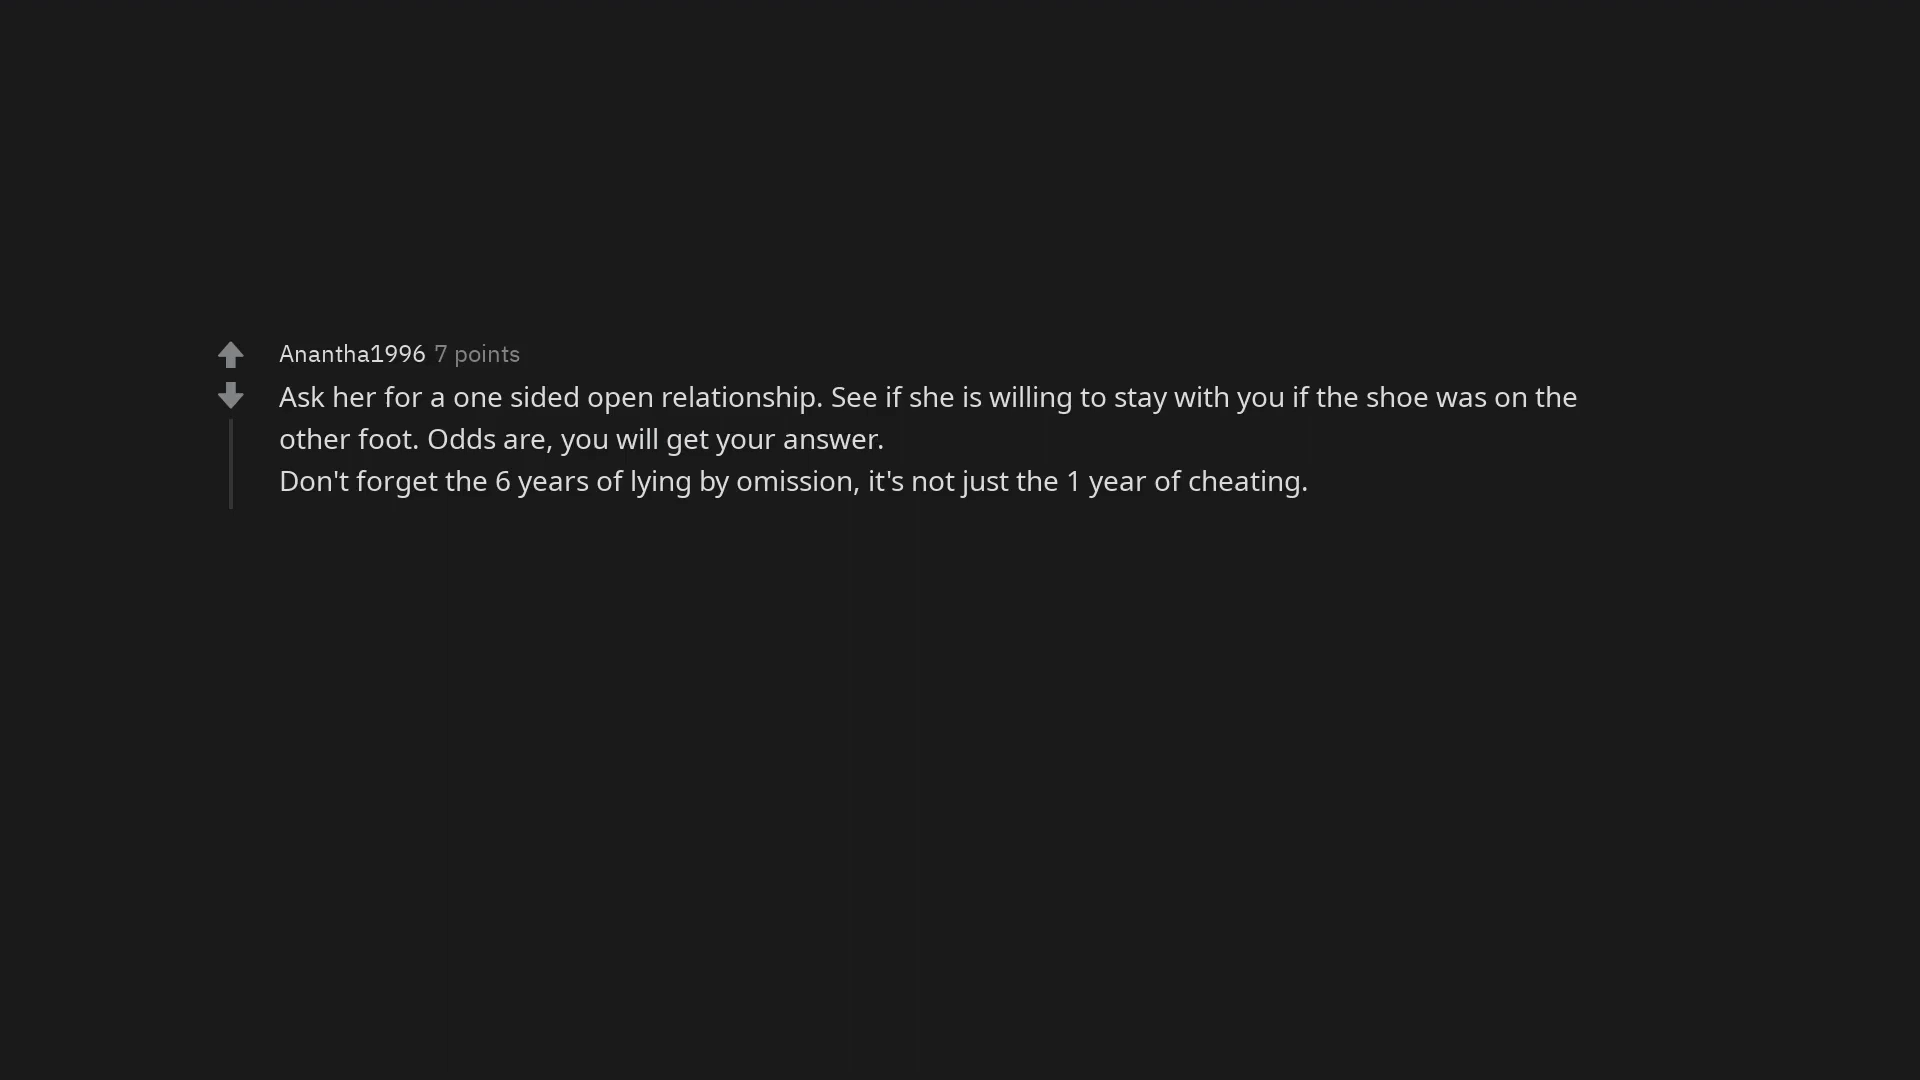 Anantha1996 7 points
Ask her for a one sided open relationship. See if she is willing to stay with you if the shoe was on the
other foot. Odds are, you will get your answer.
Don't forget the 6 years of lying by omission, it's not just the 1 year of cheating.